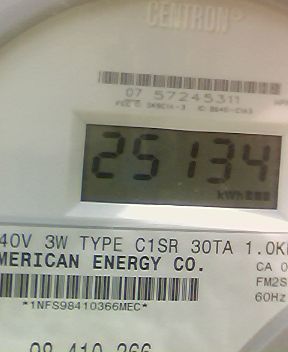 CENTRON®
07 57245311
25134
kWh
40V 3W TYPE C1SR 30TA 1.0K
MERICAN ENERGY CO.
CA 0
FM2S
*1NFS98410366MEC*
60Hz
98 410 366